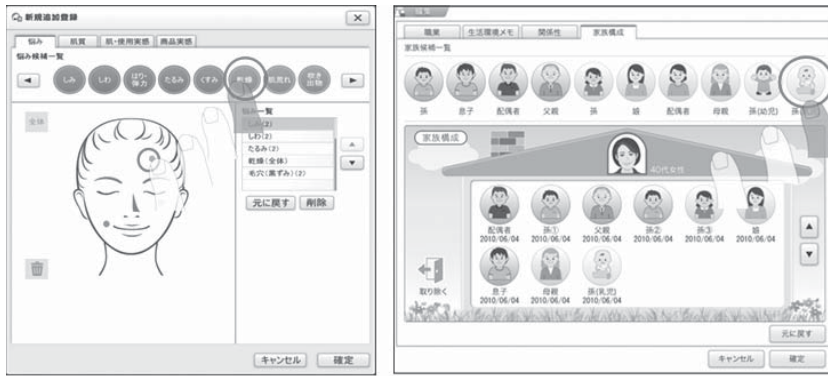 新規追加登録
悩み 肌質 肌・使用実感 商品実感
悩み候補一覧
しみ しわ はり・弾力 たるみ くすみ 乾燥 肌荒れ 吹き出物
全体
悩み一覧
しみ(2)
しわ(2)
たるみ(2)
乾燥(全体)
毛穴(黒ずみ)(2)
元に戻す 削除
キャンセル 確定
職業 生活環境メモ 関係性 家族構成
家族候補一覧
孫 息子 配偶者 父親 孫 娘 配偶者 母親 孫(幼児)
家族構成
40代女性
配偶者 孫① 父親 孫② 孫③ 娘
2010/06/04 2010/06/04 2010/06/04 2010/06/04 2010/06/04 2010/06/04
息子 母親 孫(乳児)
2010/06/04 2010/06/04 2010/06/04
取り除く
元に戻す
キャンセル 確定